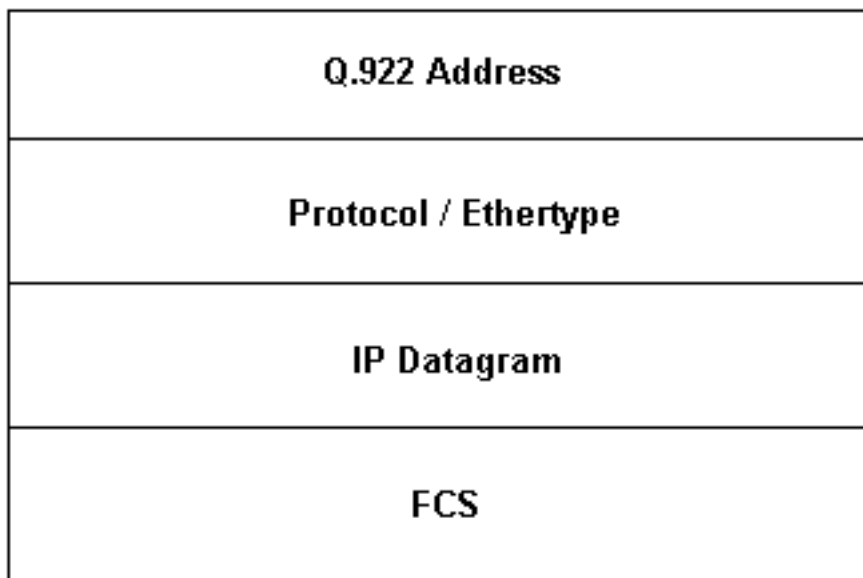 Q.922 Address
Protocol / Ethertype
IP Datagram
FCS